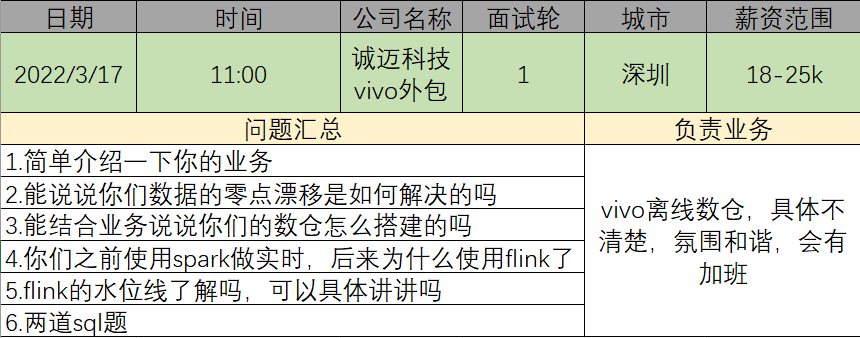 日期 时间 公司名称 面试轮 城市 薪资范围
2022/3/17 11:00 诚迈科技 vivo外包 1 深圳 18-25k
问题汇总 负责业务
1.简单介绍一下你的业务
2.能说说你们数据的零点漂移是如何解决的吗
3.能结合业务说说你们的数仓怎么搭建的吗
4.你们之前使用spark做实时，后来为什么使用flink了
5.flink的水位线了解吗，可以具体讲讲吗
6.两道sql题
vivo离线数仓，具体不
清楚，氛围和谐，会有
加班